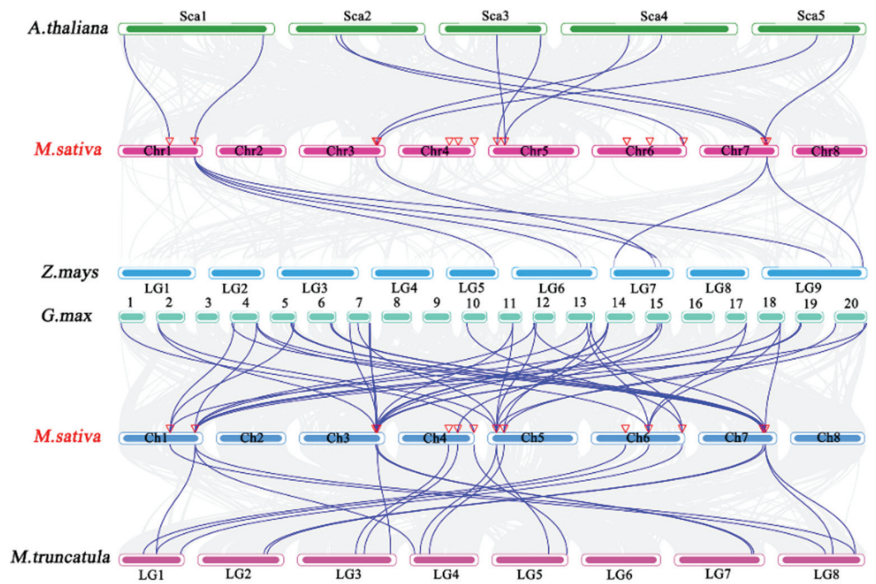 Sca1 Sca2 Sca3 Sca4 Sca5
A.thaliana
M.sativa Chr1 Chr2 Chr3 Chr4 Chr5 Chr6 Chr7 Chr8
Z.mays
LG1 LG2 LG3 LG4 LG5 LG6 LG7 LG8 LG9
1 2 3 4 5 6 7 8 9 10 11 12 13 14 15 16 17 18 19 20
G.max
M.sativa Ch1 Ch2 Ch3 Ch4 Ch5 Ch6 Ch7 Ch8
M.truncatula
LG1 LG2 LG3 LG4 LG5 LG6 LG7 LG8